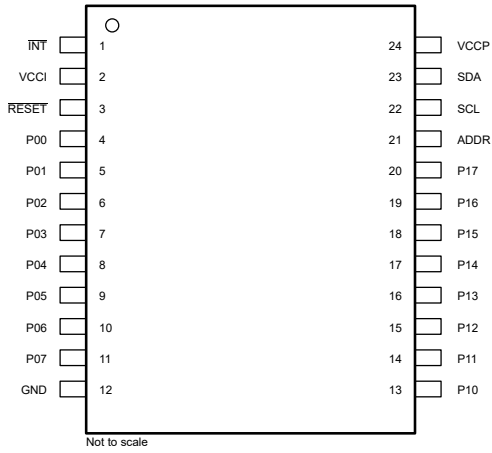 INT 1 24 VCCP
VCCI 2 23 SDA
RESET 3 22 SCL
P00 4 21 ADDR
P01 5 20 P17
P02 6 19 P16
P03 7 18 P15
P04 8 17 P14
P05 9 16 P13
P06 10 15 P12
P07 11 14 P11
GND 12 13 P10
Not to scale